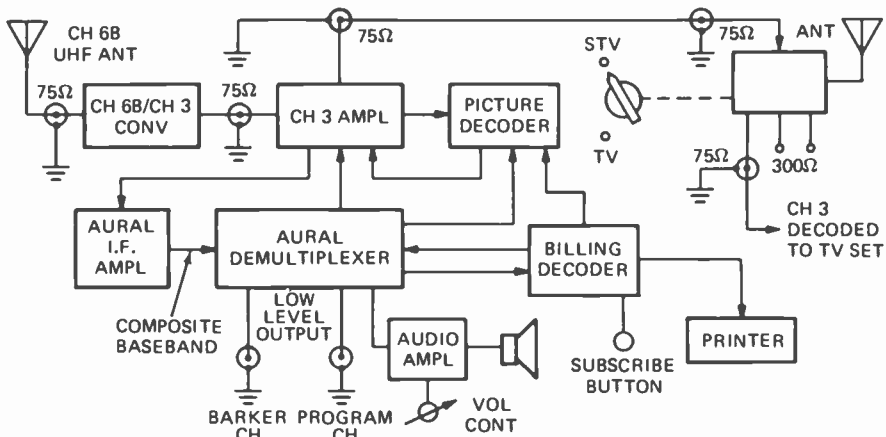 CH 6B
UHF ANT
75Ω
75Ω
STV
ANT
75Ω
75Ω
CH 6B/CH 3
CONV
CH 3 AMPL
PICTURE
DECODER
TV
75Ω
300Ω
AURAL
I.F.
AMPL
AURAL
DEMULTIPLEXER
BILLING
DECODER
CH 3
DECODED
TO TV SET
COMPOSITE
BASEBAND
LOW
LEVEL
OUTPUT
AUDIO
AMPL
SUBSCRIBE
BUTTON
PRINTER
BARKER
CH
PROGRAM
CH
VOL
CONT